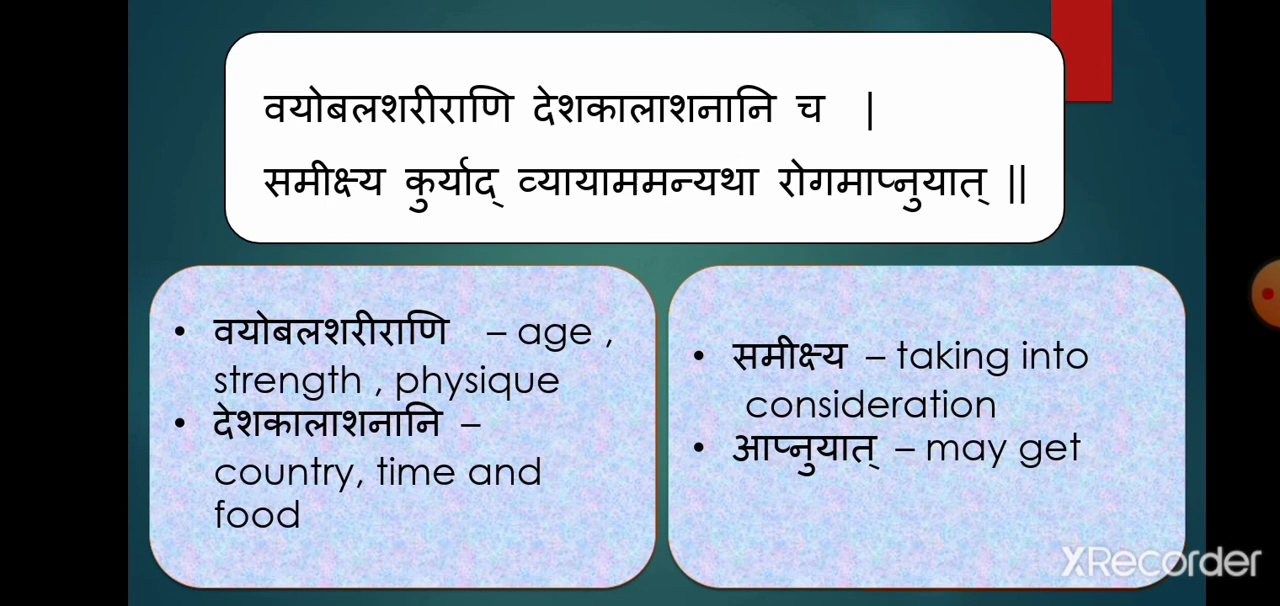 वयोबलशरीराणि देशकालाशनानि च |
समीक्ष्य कुर्याद् व्यायाममन्यथा रोगमाप्नुयात् ||
• वयोबलशरीराणि – age ,
strength , physique
• देशकालाशनानि –
country, time and
food
• समीक्ष्य – taking into
consideration
• आप्नुयात् – may get
XRecorder